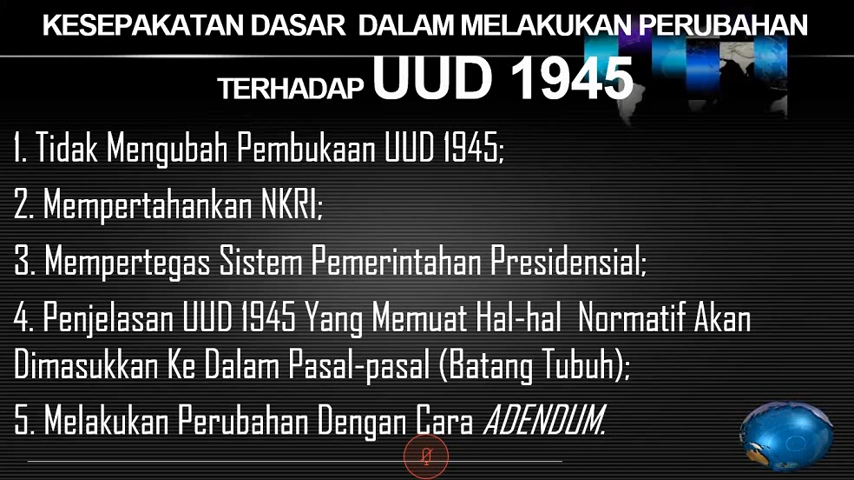 KESEPAKATAN DASAR DALAM MELAKUKAN PERUBAHAN
TERHADAP UUD 1945
1. Tidak Mengubah Pembukaan UUD 1945;
2. Mempertahankan NKRI;
3. Mempertegas Sistem Pemerintahan Presidensial;
4. Penjelasan UUD 1945 Yang Memuat Hal-hal Normatif Akan
Dimasukkan Ke Dalam Pasal-pasal (Batang Tubuh);
5. Melakukan Perubahan Dengan Cara ADENDUM.